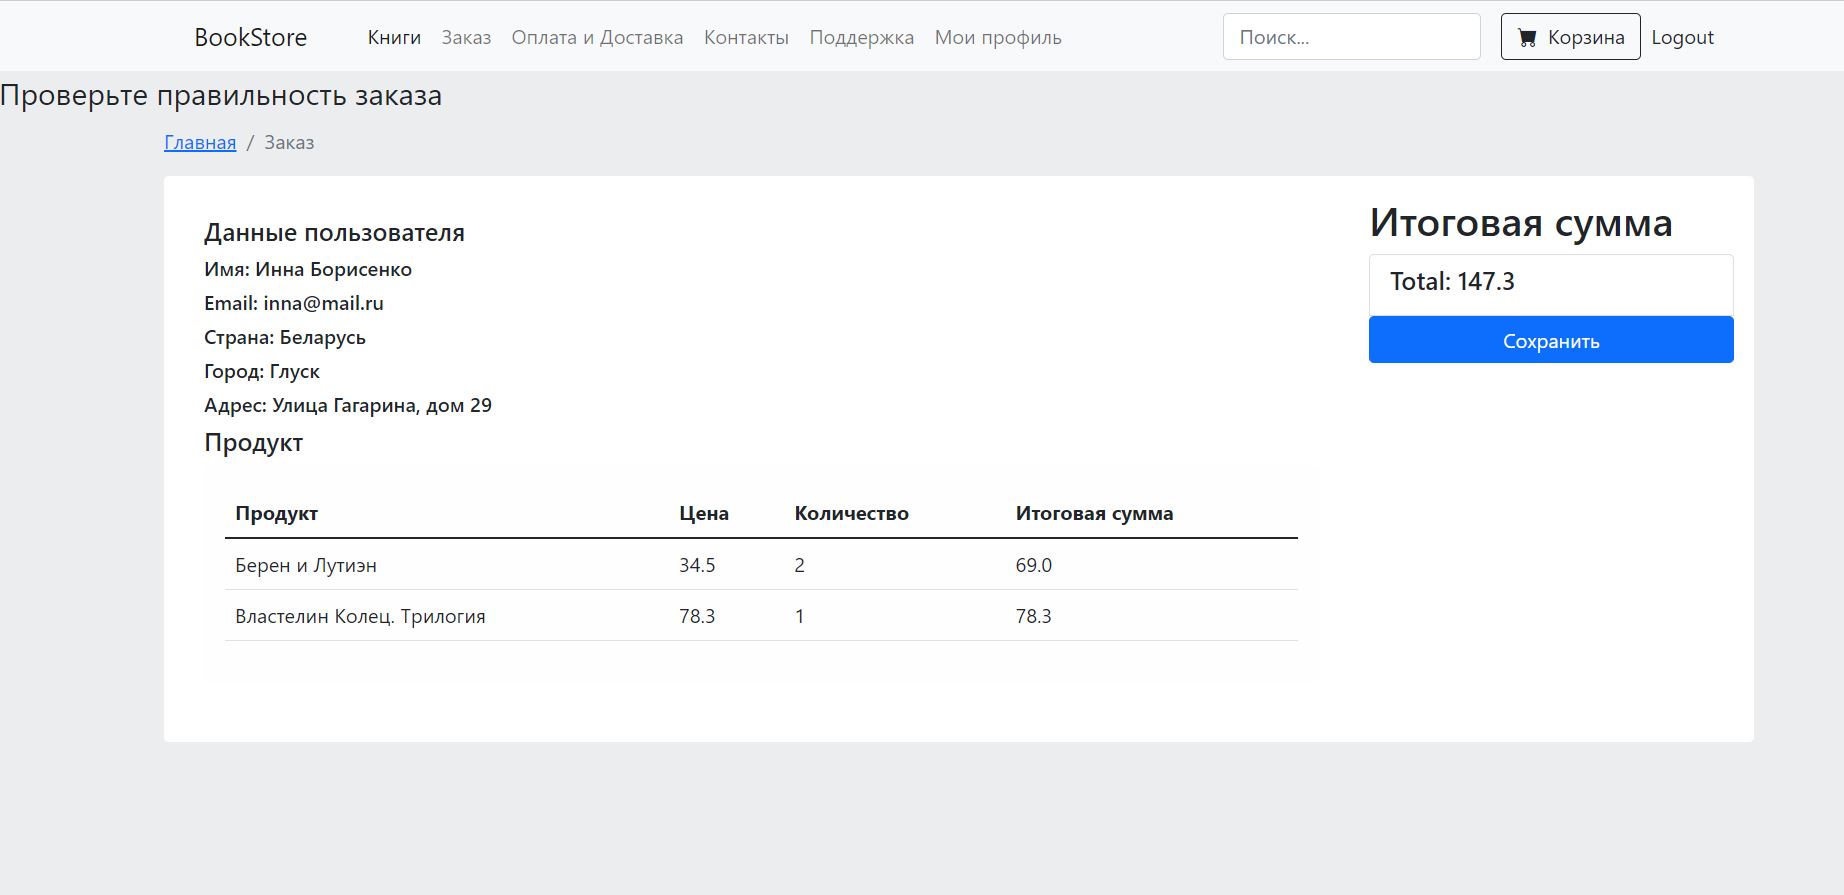 BookStore Книги Заказ Оплата и Доставка Контакты Поддержка Мои профиль Поиск... Корзина Logout
Проверьте правильность заказа
Главная / Заказ
Данные пользователя
Имя: Инна Борисенко
Email: inna@mail.ru
Страна: Беларусь
Город: Глуск
Адрес: Улица Гагарина, дом 29
Продукт
Продукт Цена Количество Итоговая сумма
Берен и Лутиэн 34.5 2 69.0
Властелин Колец. Трилогия 78.3 1 78.3
Итоговая сумма
Total: 147.3
Сохранить